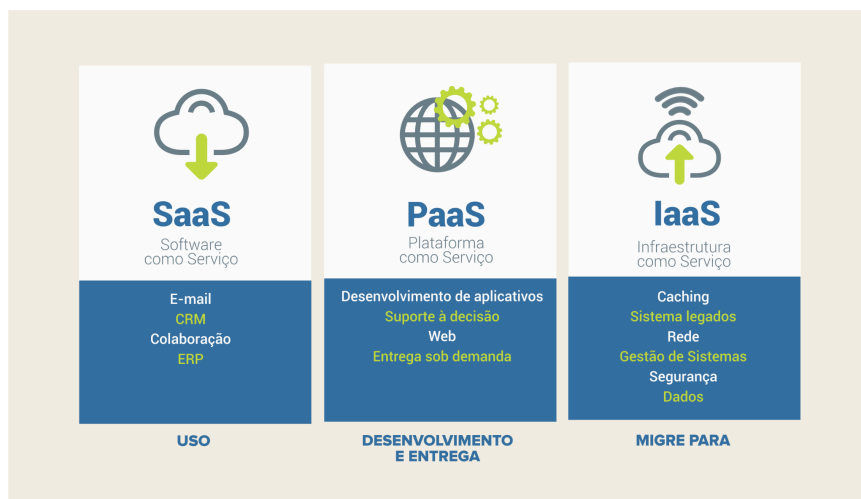 SaaS
Software
como Serviço
E-mail
CRM
Colaboração
ERP
USO
PaaS
Plataforma
como Serviço
Desenvolvimento de aplicativos
Suporte à decisão
Web
Entrega sob demanda
DESENVOLVIMENTO
E ENTREGA
IaaS
Infraestrutura
como Serviço
Caching
Sistema legados
Rede
Gestão de Sistemas
Segurança
Dados
MIGRE PARA